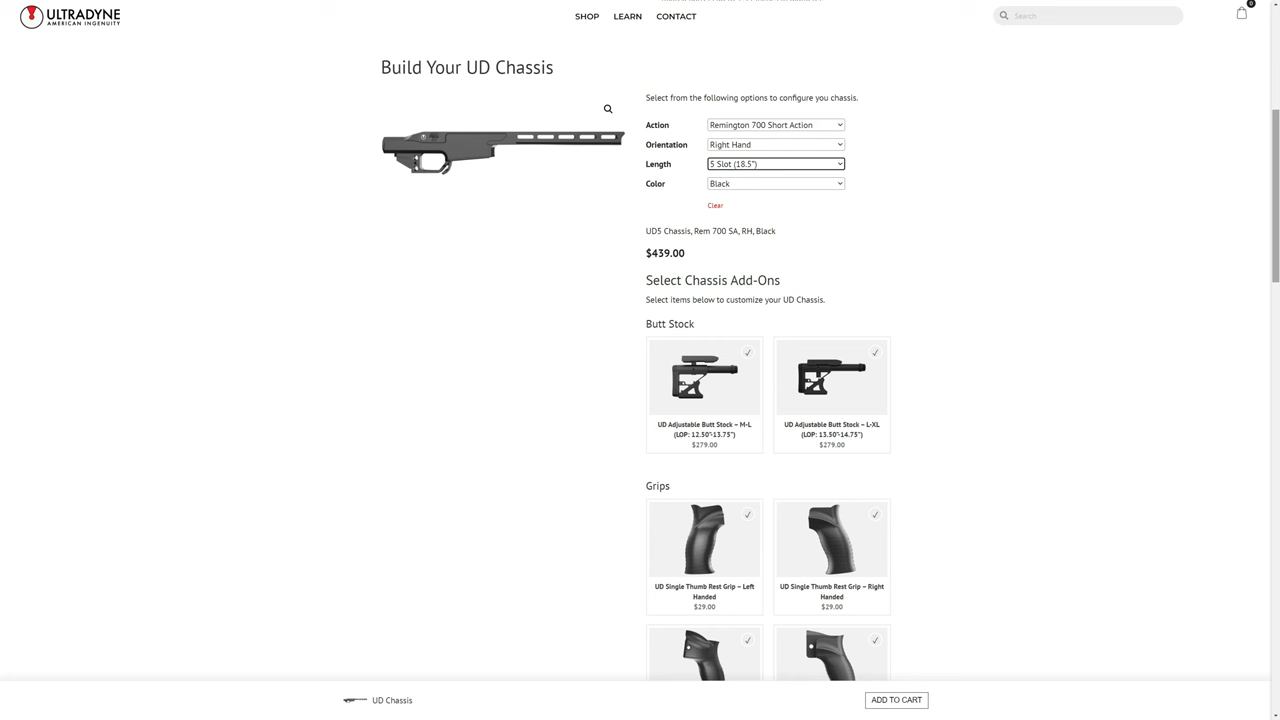 ULTRADYNE
AMERICAN INGENUITY
SHOP LEARN CONTACT
Search
0
Build Your UD Chassis
Select from the following options to configure you chassis.
Action Remington 700 Short Action
Orientation Right Hand
Length 5 Slot (18.5")
Color Black
Clear
UD5 Chassis, Rem 700 SA, RH, Black
$439.00
Select Chassis Add-Ons
Select items below to customize your UD Chassis.
Butt Stock
UD Adjustable Butt Stock – M-L
(LOP: 12.50"-13.75")
$279.00
UD Adjustable Butt Stock – L-XL
(LOP: 13.50"-14.75")
$279.00
Grips
UD Single Thumb Rest Grip – Left
Handed
$29.00
UD Single Thumb Rest Grip – Right
Handed
$29.00
UD Chassis
ADD TO CART